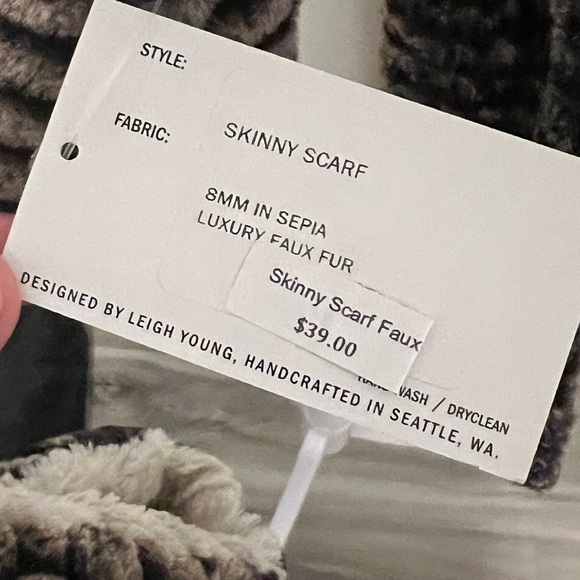 STYLE:
SKINNY SCARF
FABRIC:
8MM IN SEPIA
LUXURY FAUX FUR
Skinny Scarf Faux
$39.00
WASH / DRYCLEAN
DESIGNED BY LEIGH YOUNG, HANDCRAFTED IN SEATTLE, WA.